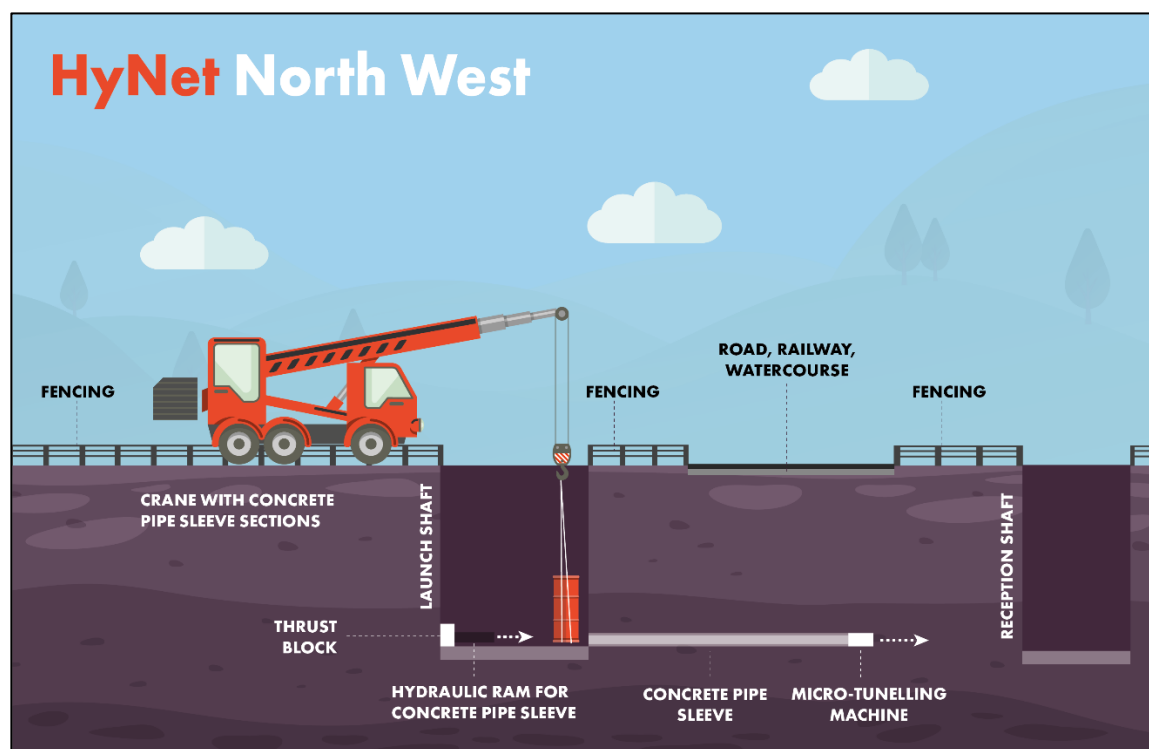 HyNet North West
ROAD, RAILWAY,
WATERCOURSE
FENCING
FENCING
FENCING
CRANE WITH CONCRETE
PIPE SLEEVE SECTIONS
LAUNCH SHAFT
RECEPTION SHAFT
THRUST
BLOCK
HYDRAULIC RAM FOR
CONCRETE PIPE SLEEVE
CONCRETE PIPE
SLEEVE
MICRO-TUNELLING
MACHINE